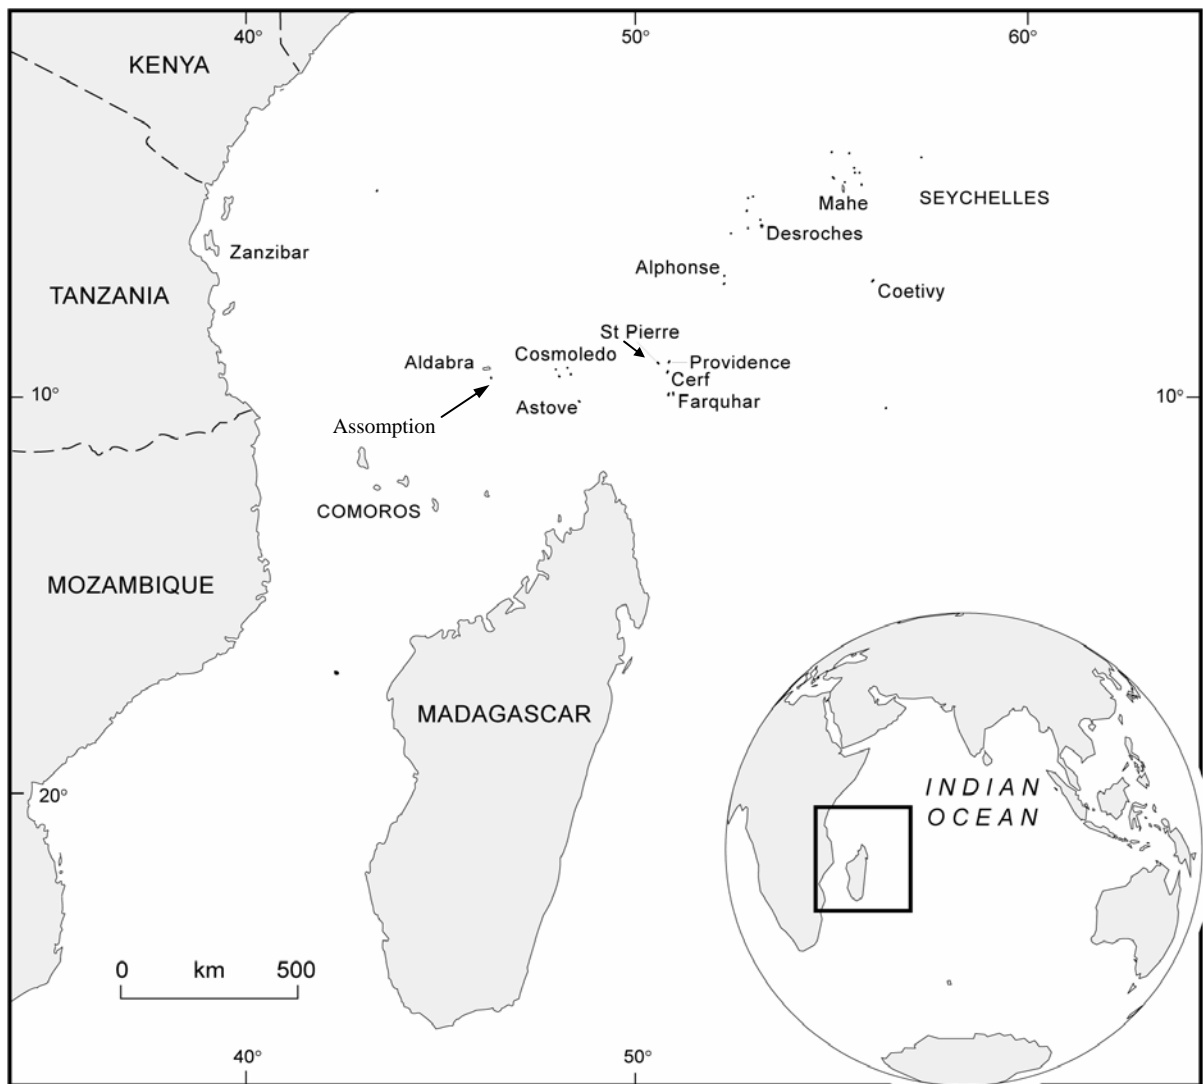 40°
50°
60°
KENYA
Mahe
SEYCHELLES
Desroches
Zanzibar
Alphonse
TANZANIA
Coetivy
St Pierre
Aldabra
Cosmoledo
Providence
Cerf
10°
10°
Astove
Farquhar
Assumption
COMOROS
MOZAMBIQUE
MADAGASCAR
INDIAN
OCEAN
20°
0 km 500
40°
50°